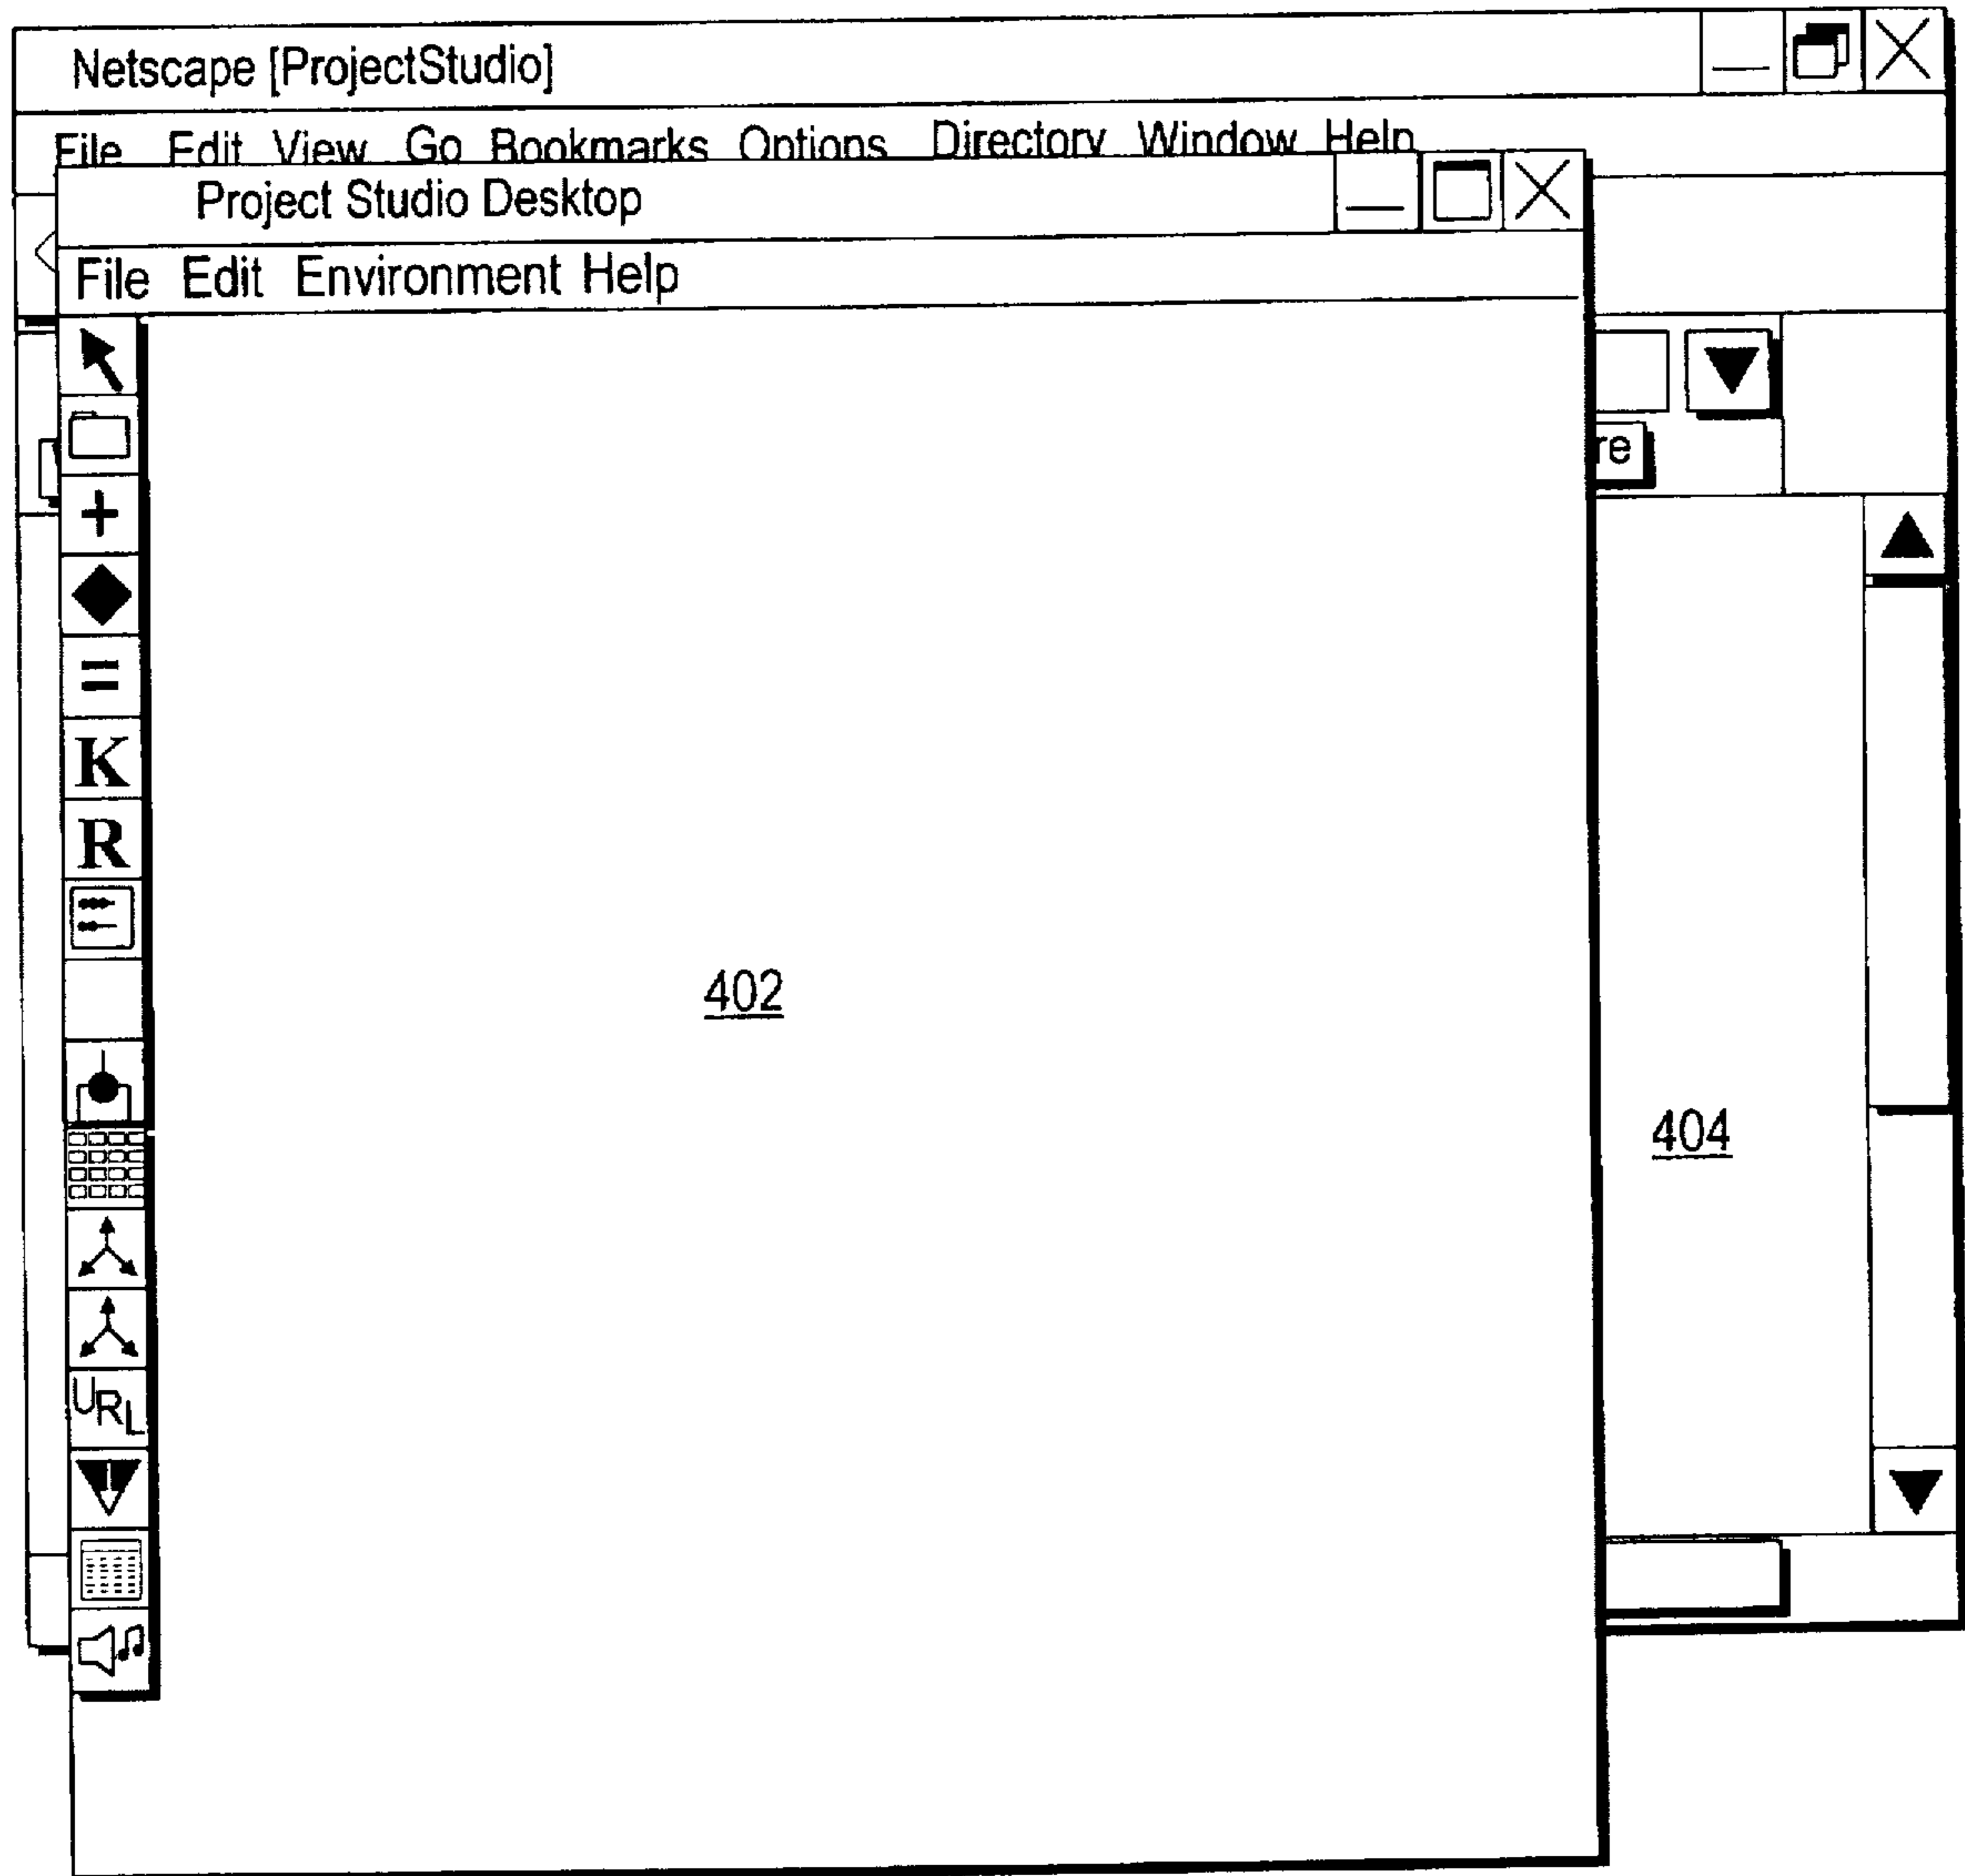 Netscape [ProjectStudio]
File Edit View Go Bookmarks Options Directory Window Help
Project Studio Desktop
File Edit Environment Help
re
K
R
402
404
URL